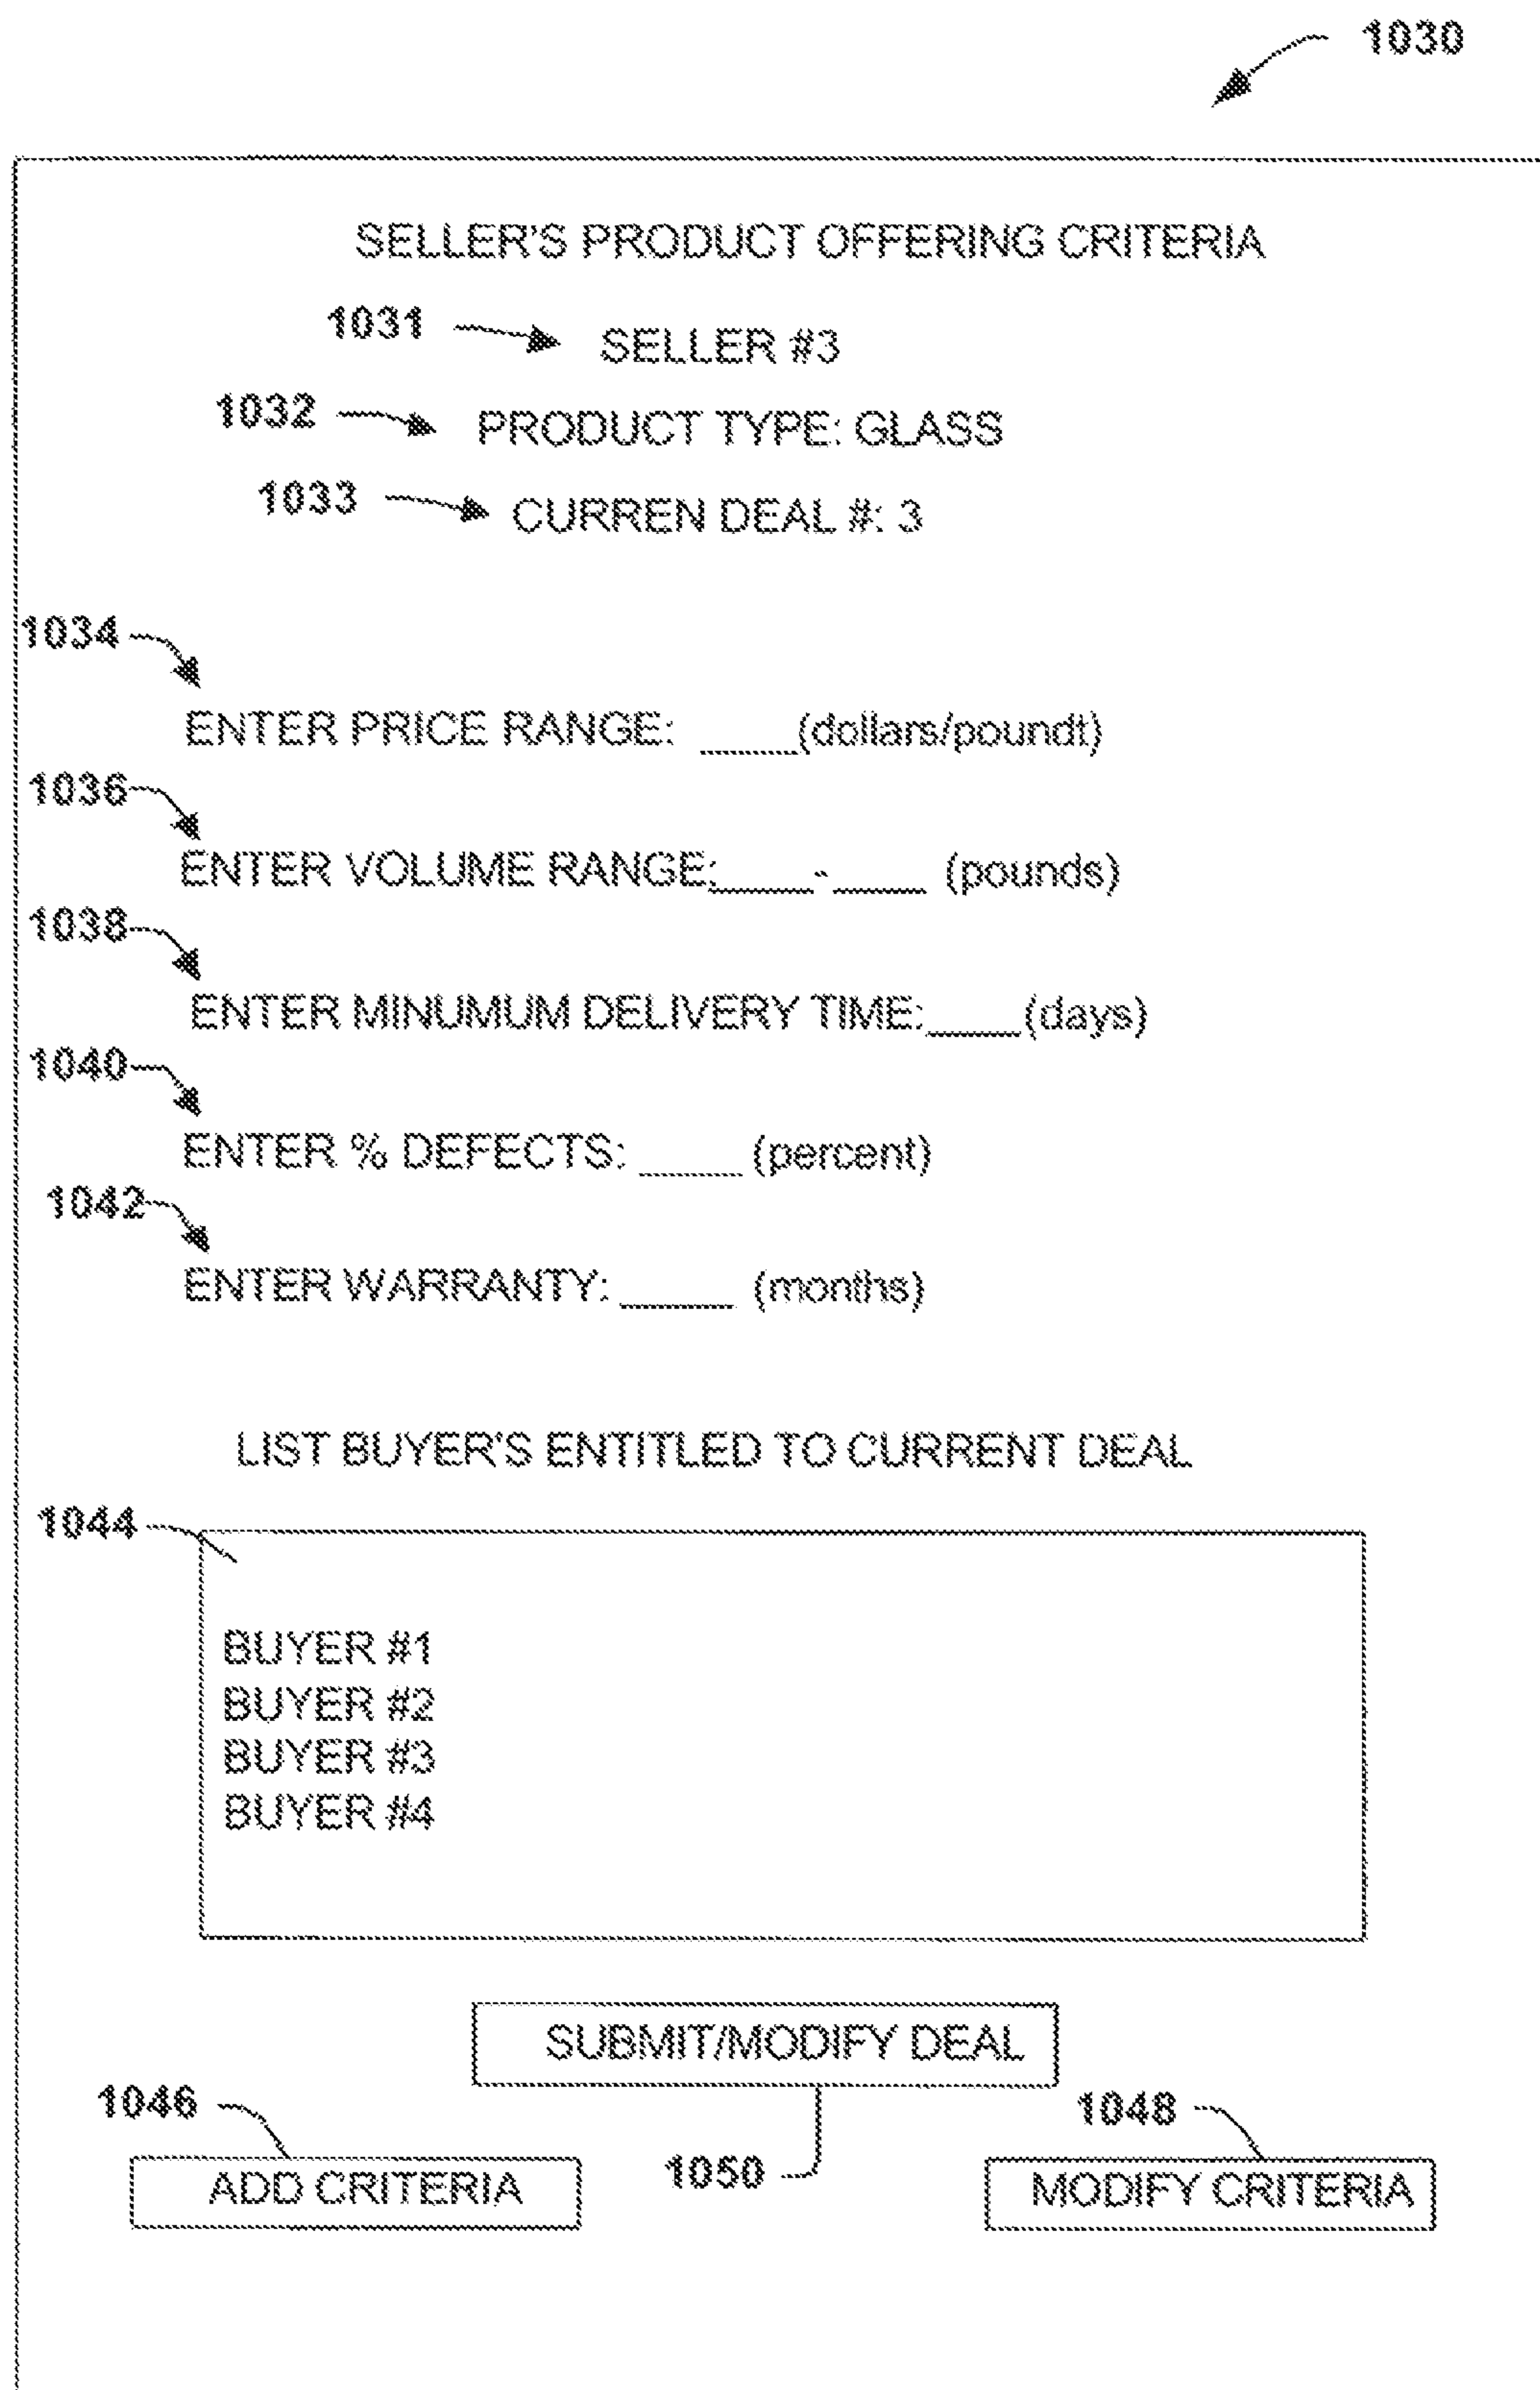 1030
SELLER'S PRODUCT OFFERING CRITERIA
1031 SELLER #3
1032 PRODUCT TYPE: GLASS
1033 CURREN DEAL #: 3
1034
ENTER PRICE RANGE: ____(dollars/poundt)
1036
ENTER VOLUME RANGE:____-____ (pounds)
1038
ENTER MINUMUM DELIVERY TIME:____(days)
1040
ENTER % DEFECTS: ____ (percent)
1042
ENTER WARRANTY: ____ (months)
LIST BUYER'S ENTITLED TO CURRENT DEAL
1044
BUYER #1
BUYER #2
BUYER #3
BUYER #4
SUBMIT/MODIFY DEAL
1046
1048
1050
ADD CRITERIA
MODIFY CRITERIA